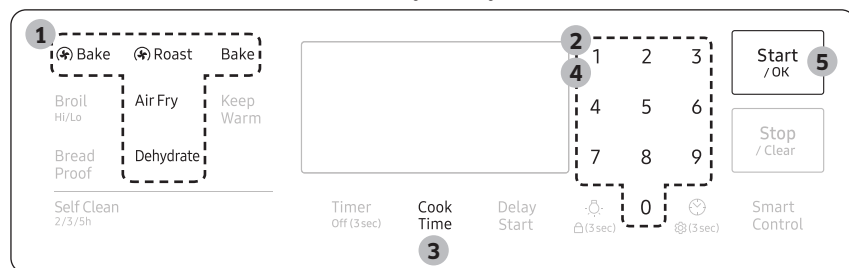 1
Bake
Roast
Bake
2
1 2 3
Start
/ OK
5
4
Broil
Hi/Lo
Air Fry
Keep
Warm
4 5 6
Stop
/ Clear
Bread
Proof
Dehydrate
7 8 9
Self Clean
2/3/5h
Timer
Off (3 sec)
Cook
Time
Delay
Start
(3 sec)
0
(3 sec)
Smart
Control
3